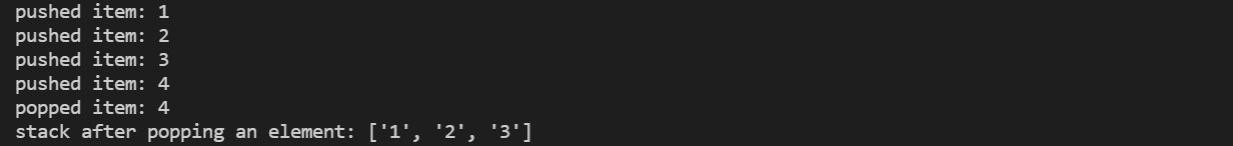 pushed item: 1
pushed item: 2
pushed item: 3
pushed item: 4
popped item: 4
stack after popping an element: ['1', '2', '3']